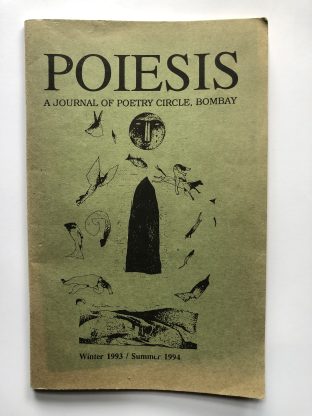 POIESIS
A JOURNAL OF POETRY CIRCLE, BOMBAY
Winter 1993 / Summer 1994